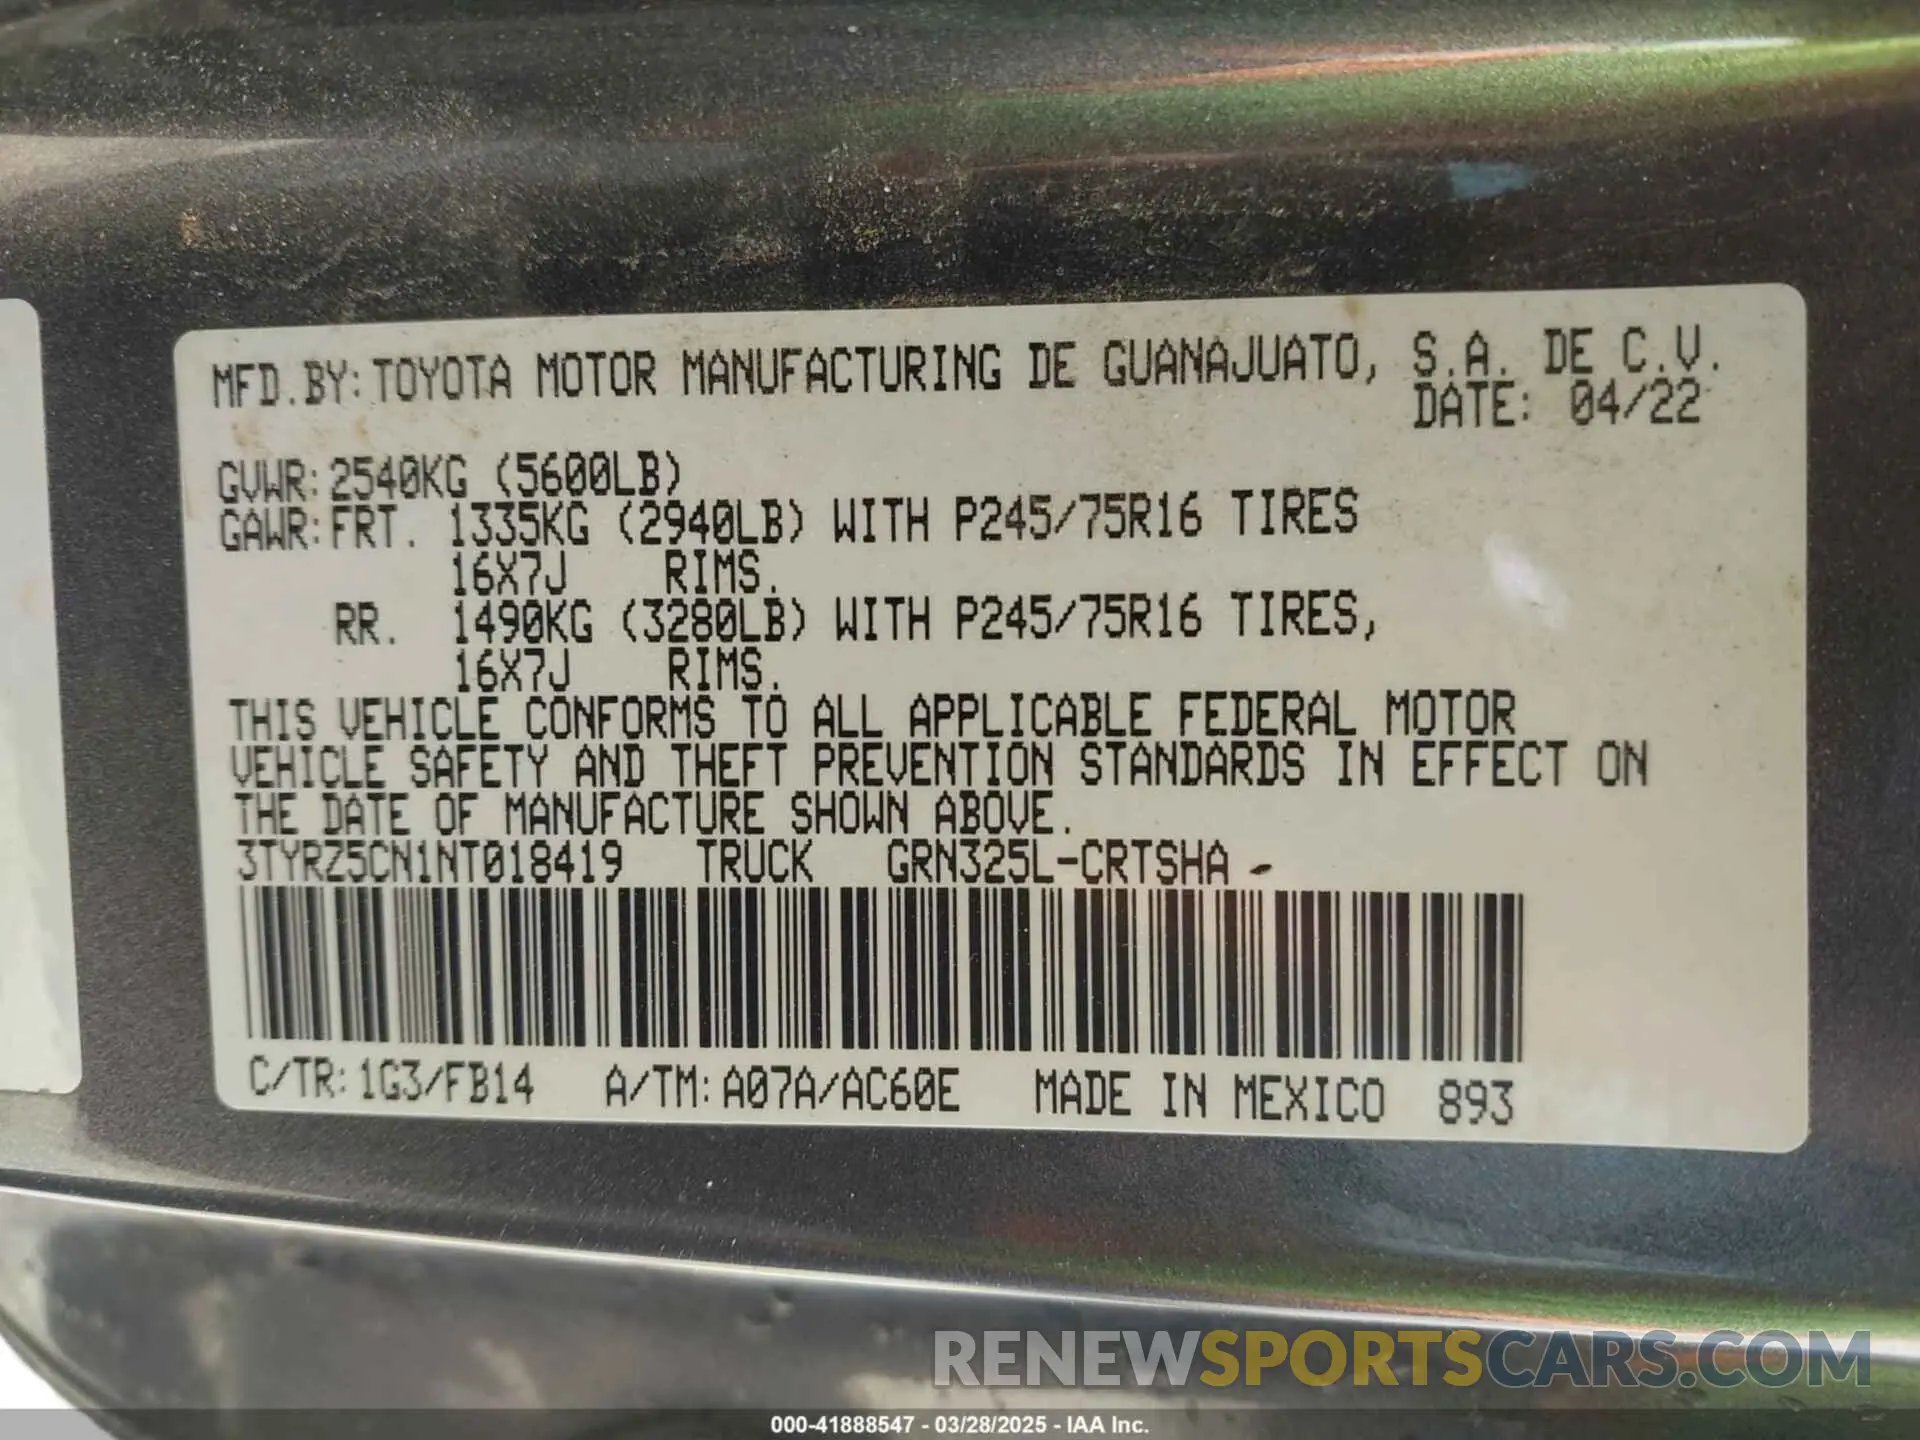 MFD.BY:TOYOTA MOTOR MANUFACTURING DE GUANAJUATO, S.A. DE C.V.
DATE: 04/22
GVWR:2540KG (5600LB)
GAWR:FRT. 1335KG (2940LB) WITH P245/75R16 TIRES
16X7J RIMS.
RR. 1490KG (3280LB) WITH P245/75R16 TIRES,
16X7J RIMS.
THIS VEHICLE CONFORMS TO ALL APPLICABLE FEDERAL MOTOR
VEHICLE SAFETY AND THEFT PREVENTION STANDARDS IN EFFECT ON
THE DATE OF MANUFACTURE SHOWN ABOVE.
3TYRZ5CN1NT018419 TRUCK GRN325L-CRTSHA
C/TR:1G3/FB14 A/TM:A07A/AC60E MADE IN MEXICO 893
RENEWSPORTSCARS.COM
000-41888547 - 03/28/2025 - IAA Inc.